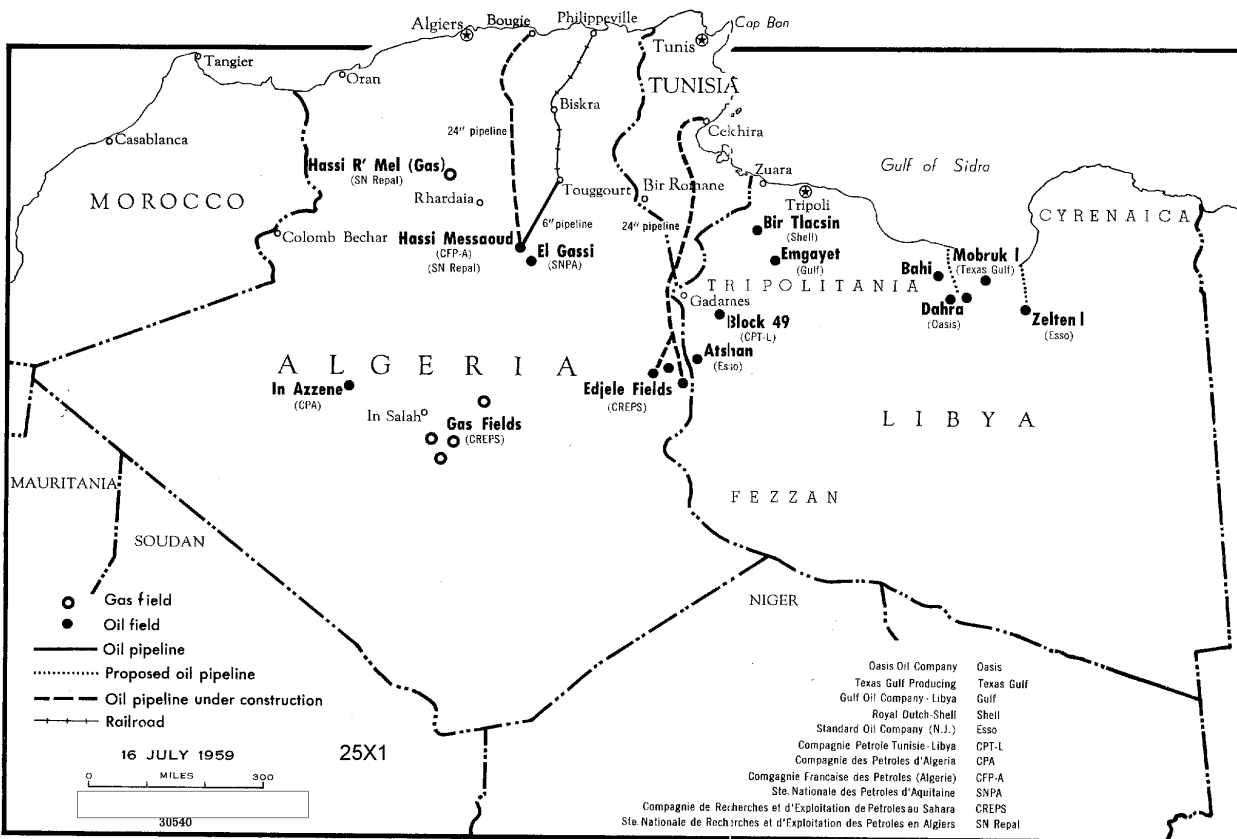 Algiers
Bougie
Philippeville
Cap Bon
Tunis
Tangier
Oran
TUNISIA
Biskra
Casablanca
24" pipeline
Cekhira
Hassi R' Mel (Gas)
(SN Repal)
Zuara
Gulf of Sidra
Touggourt
Bir Romane
MOROCCO
Rhardaia
Tripoli
CYRENAICA
6" pipeline
24" pipeline
Colomb Bechar
Hassi Messaoud
(CFP-A)
(SN Repal)
El Gassi
(SNPA)
Bir Tlacsin
(Shell)
Emgayet
(Gulf)
Bahi
Mobruk I
(Texas Gulf)
TRIPOLITANIA
Gadames
Dahra
(Oasis)
Zelten I
(Esso)
Block 49
(CPT-L)
Atshan
(Esso)
ALGERIA
In Azzene
(CPA)
Edjele Fields
(CREPS)
In Salah
Gas Fields
(CREPS)
LIBYA
MAURITANIA
FEZZAN
SOUDAN
NIGER
Gas field
Oil field
Oil pipeline
Proposed oil pipeline
Oil pipeline under construction
Railroad
16 JULY 1959
25X1
0 MILES 300
30540
Oasis Oil Company Oasis
Texas Gulf Producing Texas Gulf
Gulf Oil Company - Libya Gulf
Royal Dutch-Shell Shell
Standard Oil Company (N.J.) Esso
Compagnie Petrole Tunisie-Libya CPT-L
Compagnie des Petroles d'Algeria CPA
Comgagnie Francaise des Petroles (Algerie) CFP-A
Ste. Nationale des Petroles d'Aquitaine SNPA
Compagnie de Recherches et d'Exploitation de Petroles au Sahara CREPS
Ste. Nationale de Recherches et d'Exploitation des Petroles en Algiers SN Repal